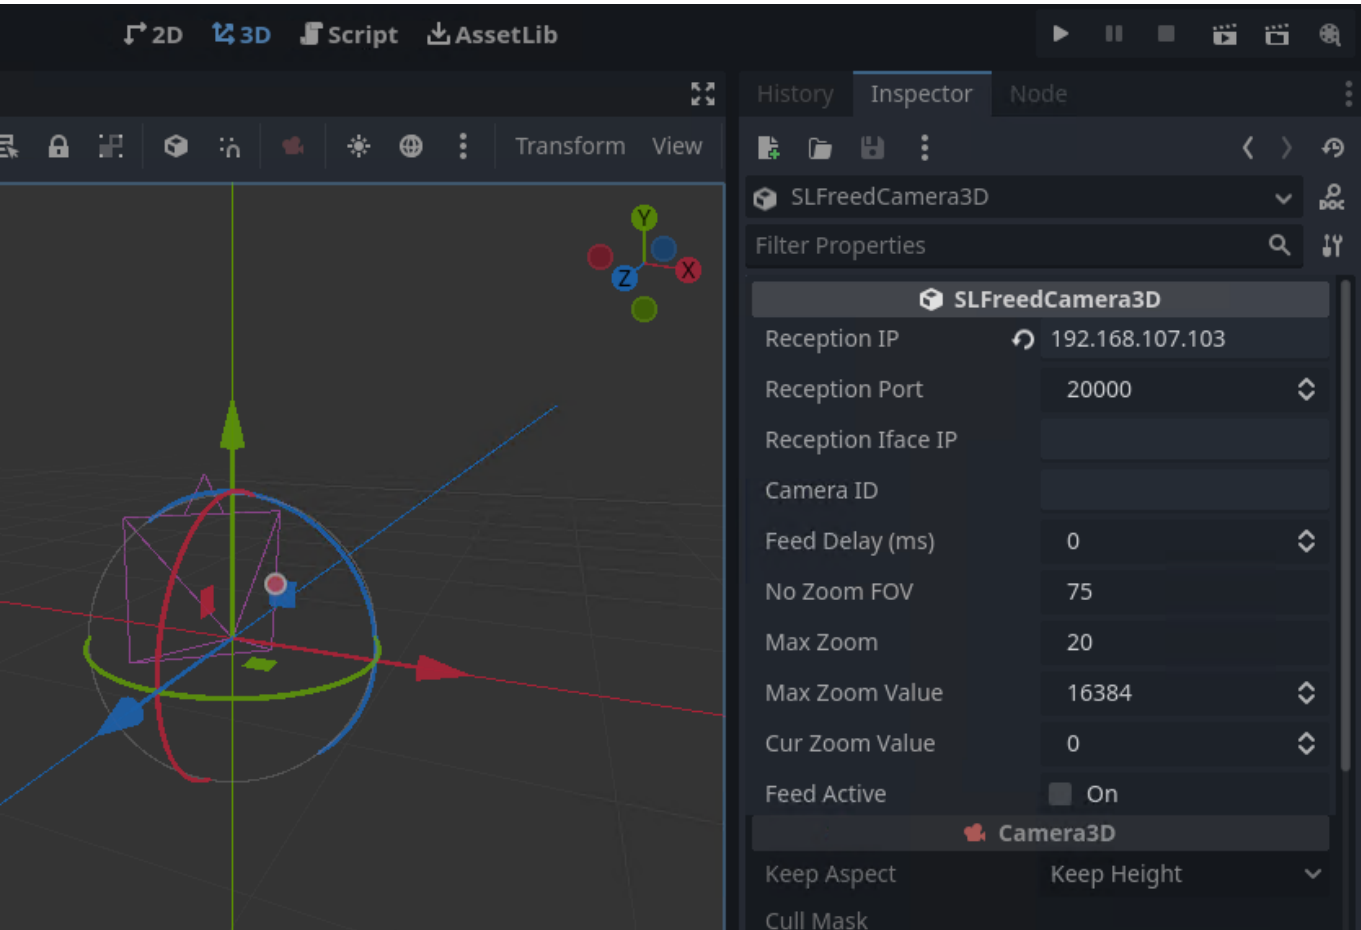 2D 3D Script AssetLib
History Inspector Node
Transform View
SLFreedCamera3D
DOC
Filter Properties
Y
X
Z
SLFreedCamera3D
Reception IP 192.168.107.103
Reception Port 20000
Reception Iface IP
Camera ID
Feed Delay (ms) 0
No Zoom FOV 75
Max Zoom 20
Max Zoom Value 16384
Cur Zoom Value 0
Feed Active On
Camera3D
Keep Aspect Keep Height
Cull Mask